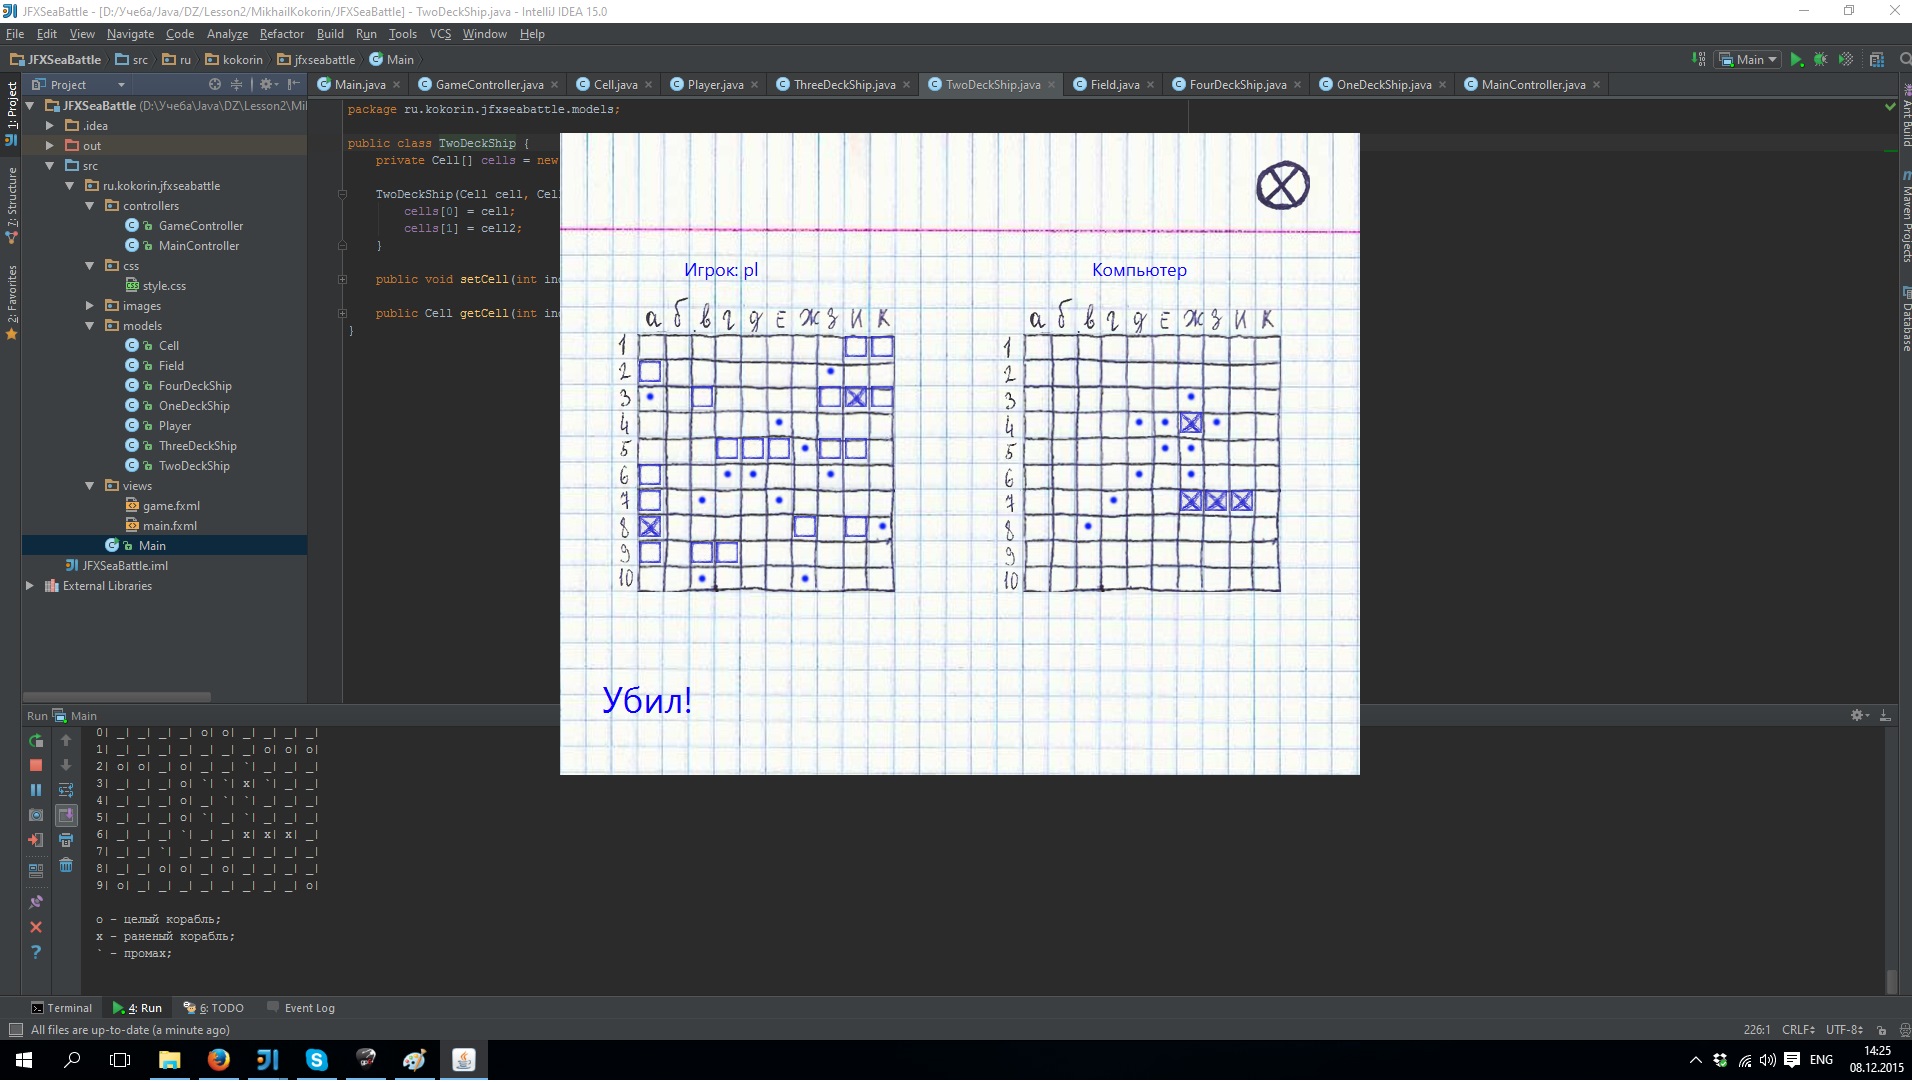 JFXSeaBattle - [D:/Учеба/Java/DZ/Lesson2/MikhailKokorin/JFXSeaBattle] - TwoDeckShip.java - IntelliJ IDEA 15.0
File Edit View Navigate Code Analyze Refactor Build Run Tools VCS Window Help
JFXSeaBattle src ru kokorin jfxseabattle Main
Main
Project
Main.java GameController.java Cell.java Player.java ThreeDeckShip.java TwoDeckShip.java Field.java FourDeckShip.java OneDeckShip.java MainController.java
1: Project
7: Structure
2: Favorites
JFXSeaBattle (D:\Учеба\Java\DZ\Lesson2\Mil
.idea
out
src
ru.kokorin.jfxseabattle
controllers
GameController
MainController
css
style.css
images
models
Cell
Field
FourDeckShip
OneDeckShip
Player
ThreeDeckShip
TwoDeckShip
views
game.fxml
main.fxml
Main
JFXSeaBattle.iml
External Libraries
package ru.kokorin.jfxseabattle.models;
public class TwoDeckShip {
private Cell[] cells = new
TwoDeckShip(Cell cell, Cel
cells[0] = cell;
cells[1] = cell2;
}
public void setCell(int in
public Cell getCell(int in
}
Ant Build
Maven Projects
Database
Игрок: pl
а б в г д е ж з и к
1
2
3
4
5
6
7
8
9
10
Компьютер
а б в г д е ж з и к
1
2
3
4
5
6
7
8
9
10
Убил!
Run Main
0| _| _| _| _| o| o| _| _| _| _|
1| _| _| _| _| _| _| _| o| o| o|
2| o| o| _| o| _| _| `| _| _| _|
3| _| _| _| o| `| `| x| `| _| _|
4| _| _| _| o| _| `| `| _| _| _|
5| _| _| _| o| `| _| `| _| _| _|
6| _| _| _| `| _| _| x| x| x| _|
7| _| _| `| _| _| _| _| _| _| _|
8| _| _| o| o| _| o| _| _| _| _|
9| o| _| _| _| _| _| _| _| _| o|
o - целый корабль;
x - раненый корабль;
` - промах;
Terminal 4: Run 6: TODO Event Log
All files are up-to-date (a minute ago)
226:1 CRLF UTF-8
ENG
14:25
08.12.2015